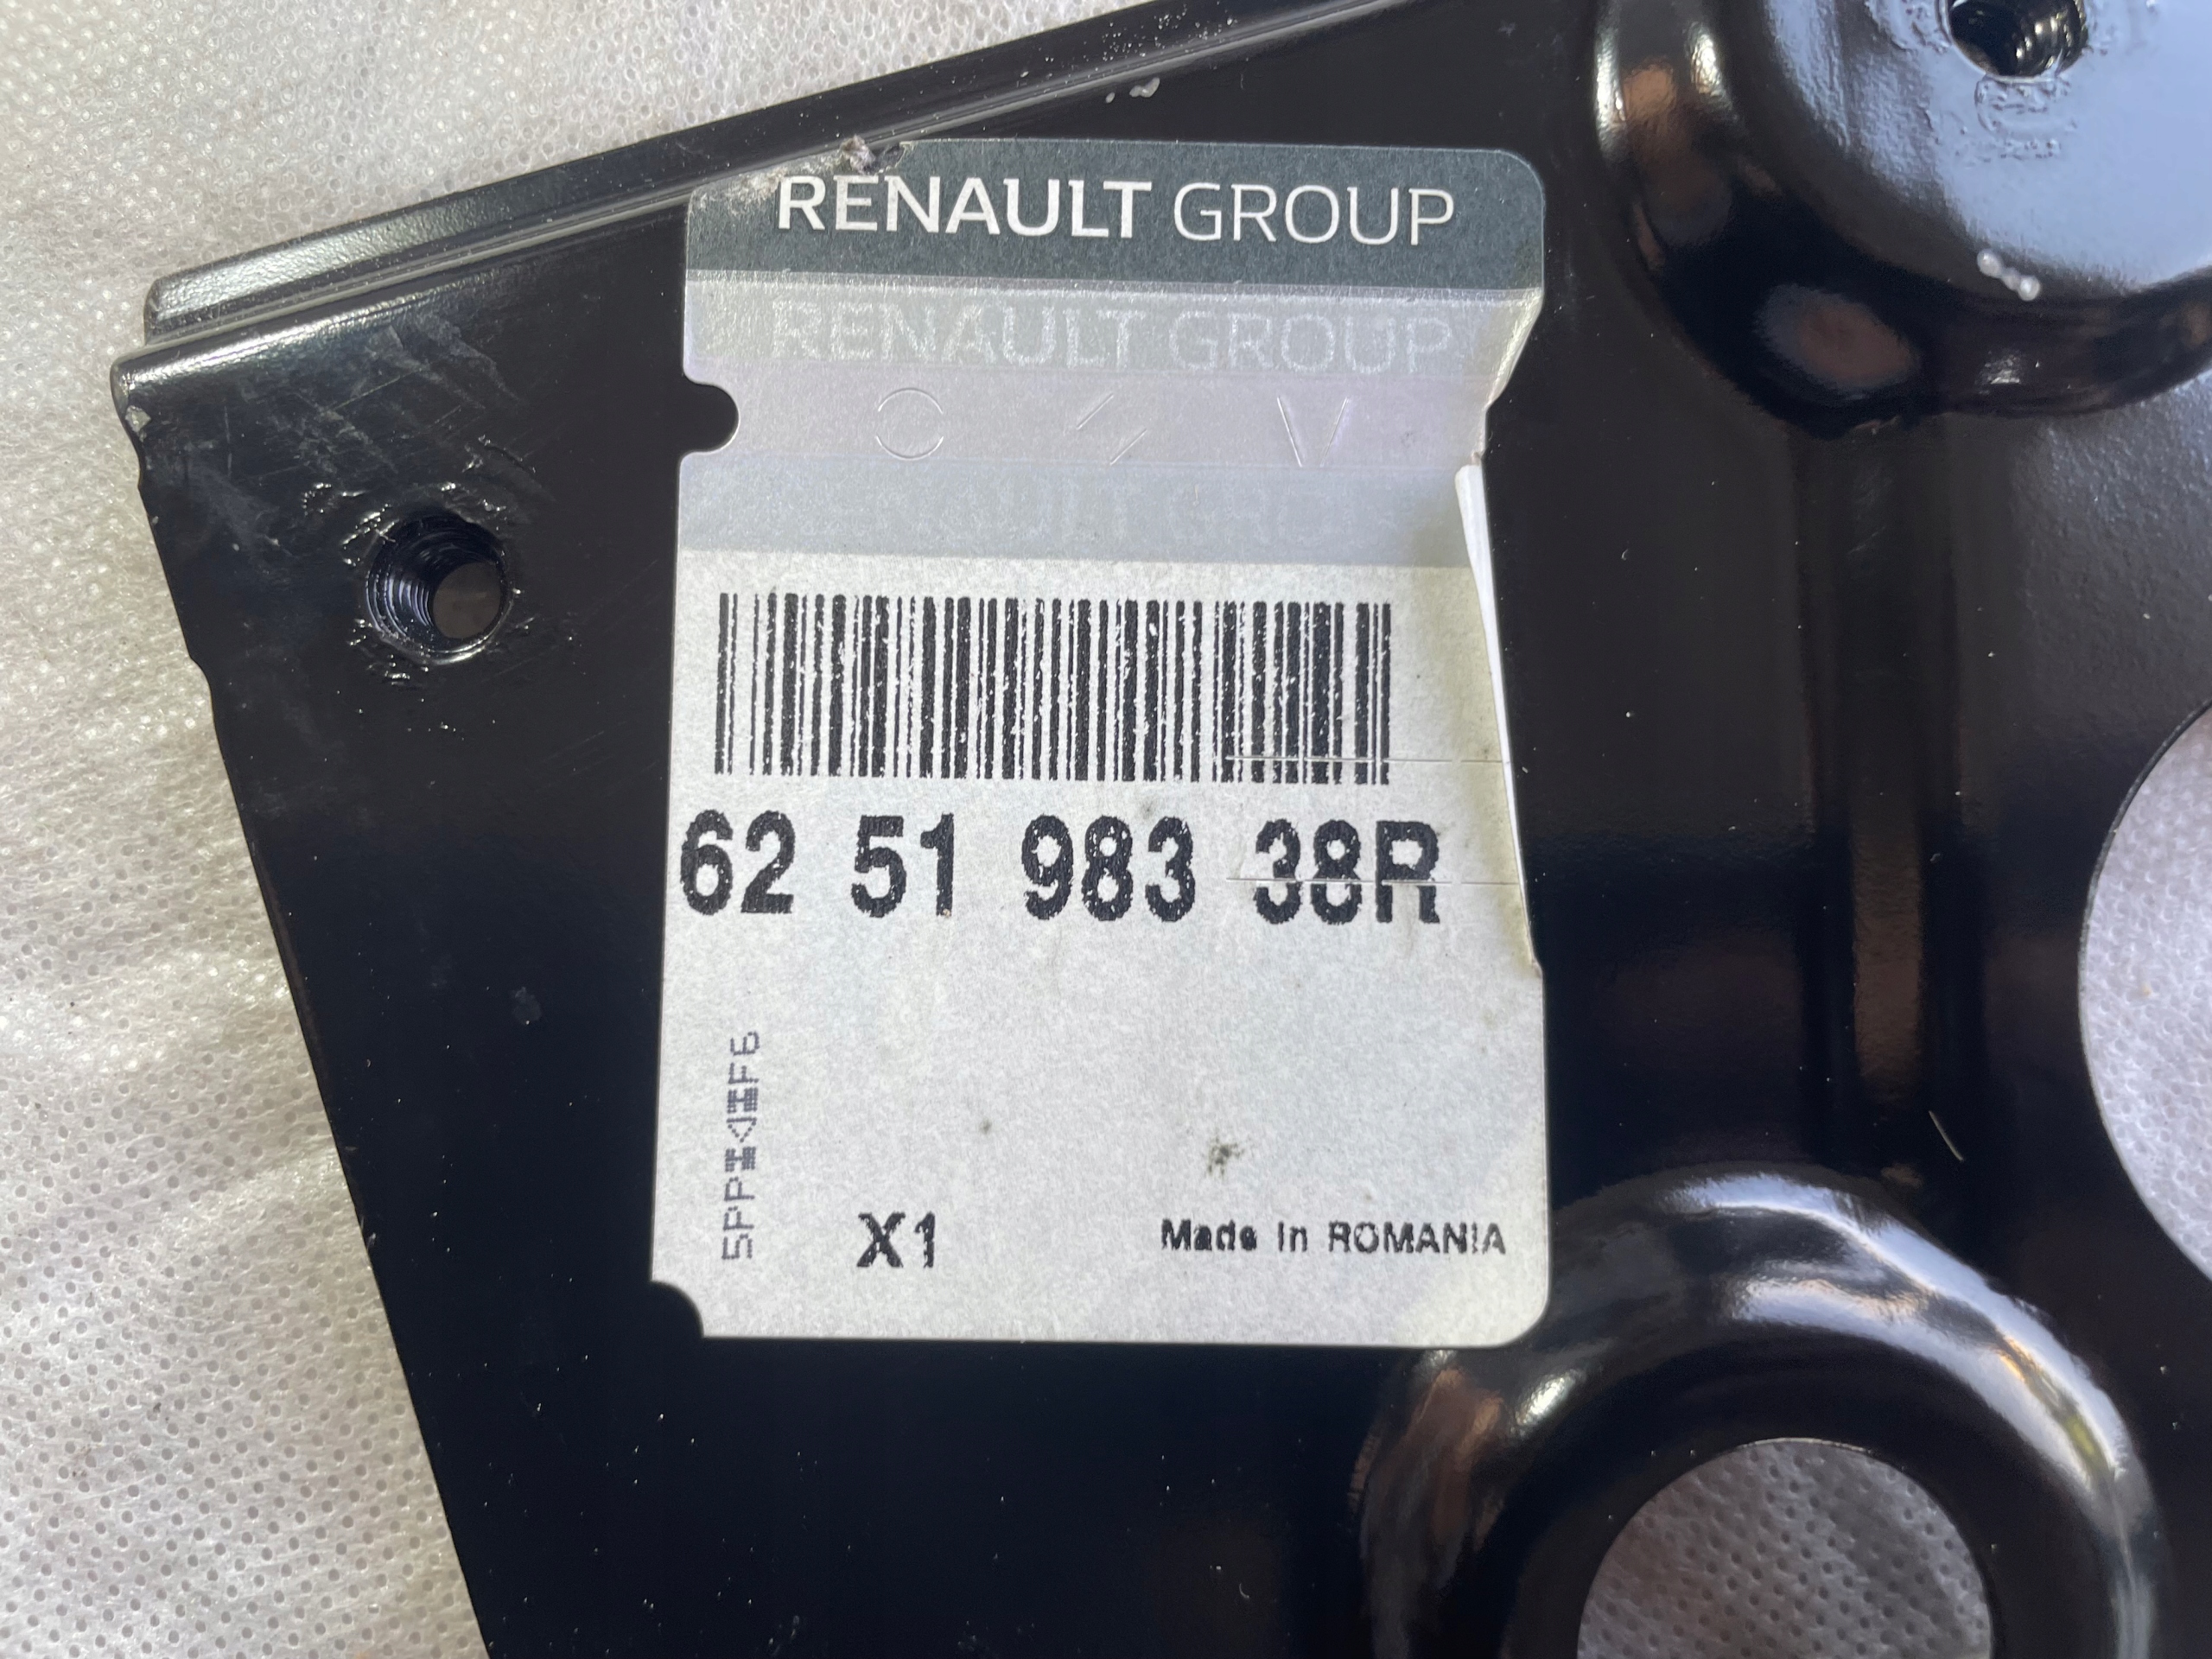 RENAULT GROUP
RENAULT GROUP
62 51 983 38R
X1
Made In ROMANIA